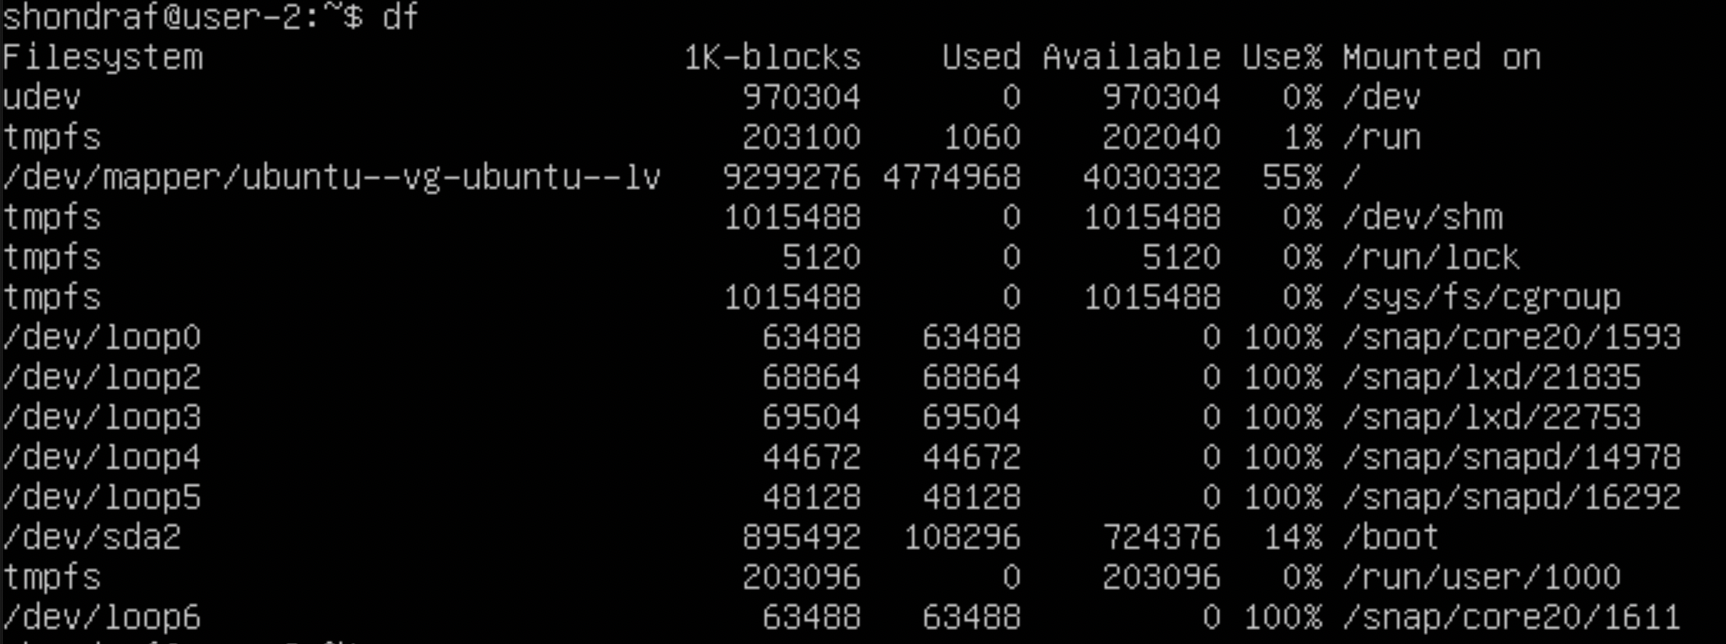 shondraf@user-2:~$ df
Filesystem                        1K-blocks    Used Available Use% Mounted on
udev                                 970304       0    970304   0% /dev
tmpfs                                203100    1060    202040   1% /run
/dev/mapper/ubuntu--vg-ubuntu--lv   9299276 4774968   4030332  55% /
tmpfs                               1015488       0   1015488   0% /dev/shm
tmpfs                                  5120       0      5120   0% /run/lock
tmpfs                               1015488       0   1015488   0% /sys/fs/cgroup
/dev/loop0                            63488   63488         0 100% /snap/core20/1593
/dev/loop2                            68864   68864         0 100% /snap/lxd/21835
/dev/loop3                            69504   69504         0 100% /snap/lxd/22753
/dev/loop4                            44672   44672         0 100% /snap/snapd/14978
/dev/loop5                            48128   48128         0 100% /snap/snapd/16292
/dev/sda2                            895492  108296    724376  14% /boot
tmpfs                                203096       0    203096   0% /run/user/1000
/dev/loop6                            63488   63488         0 100% /snap/core20/1611